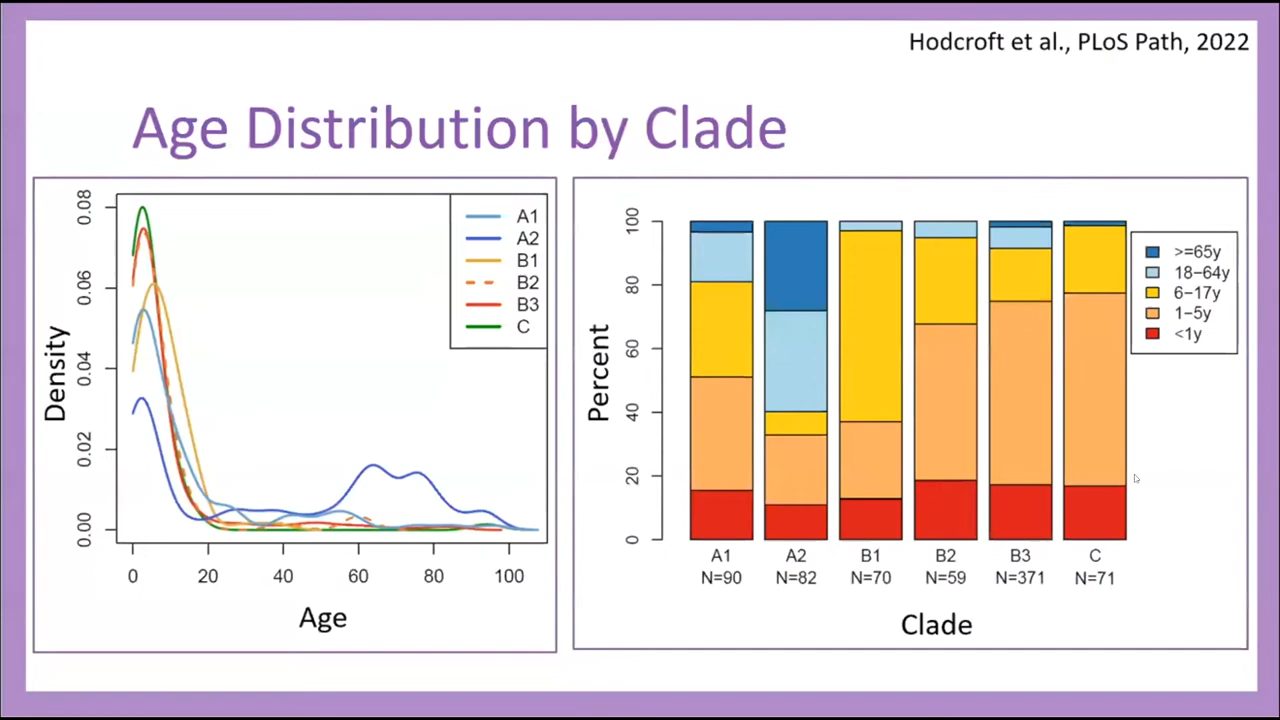 Hodcroft et al., PLoS Path, 2022
Age Distribution by Clade
Density
0.00
0.02
0.04
0.06
0.08
A1
A2
B1
B2
B3
C
0 20 40 60 80 100
Age
Percent
0
20
40
60
80
100
>=65y
18−64y
6−17y
1−5y
<1y
A1 A2 B1 B2 B3 C
N=90 N=82 N=70 N=59 N=371 N=71
Clade